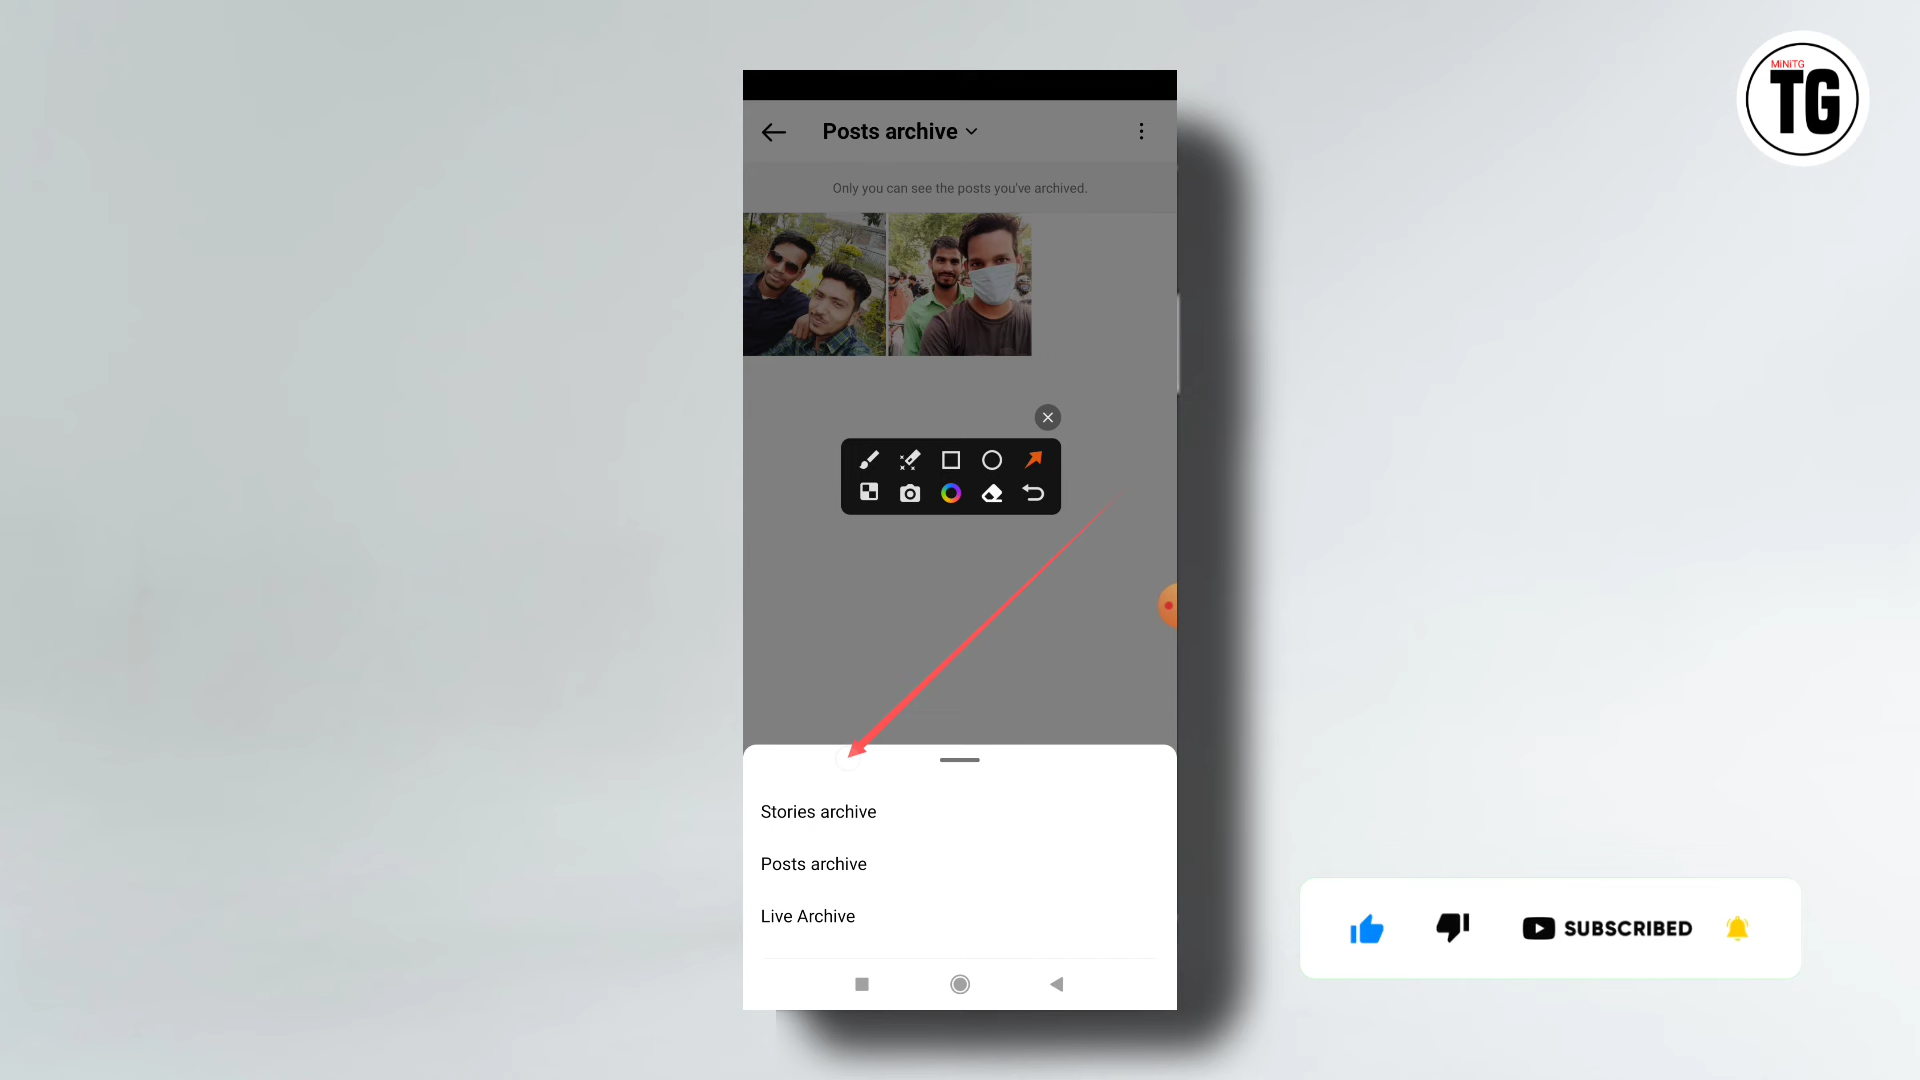 MiNiTG
TG
Posts archive
Only you can see the posts you've archived.
Stories archive
Posts archive
Live Archive
SUBSCRIBED